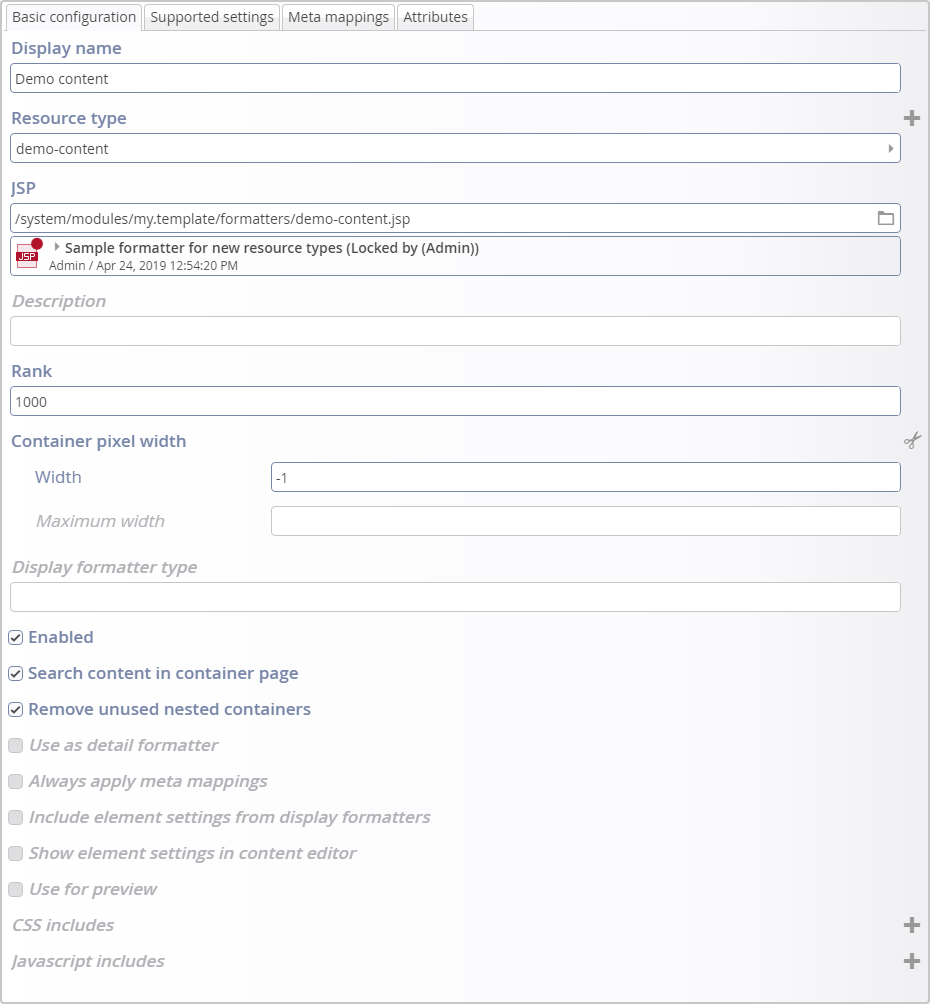 Basic configuration Supported settings Meta mappings Attributes
Display name
Demo content
Resource type
demo-content
JSP
/system/modules/my.template/formatters/demo-content.jsp
JSP Sample formatter for new resource types (Locked by (Admin))
Admin / Apr 24, 2019 12:54:20 PM
Description
Rank
1000
Container pixel width
Width -1
Maximum width
Display formatter type
Enabled
Search content in container page
Remove unused nested containers
Use as detail formatter
Always apply meta mappings
Include element settings from display formatters
Show element settings in content editor
Use for preview
CSS includes
Javascript includes